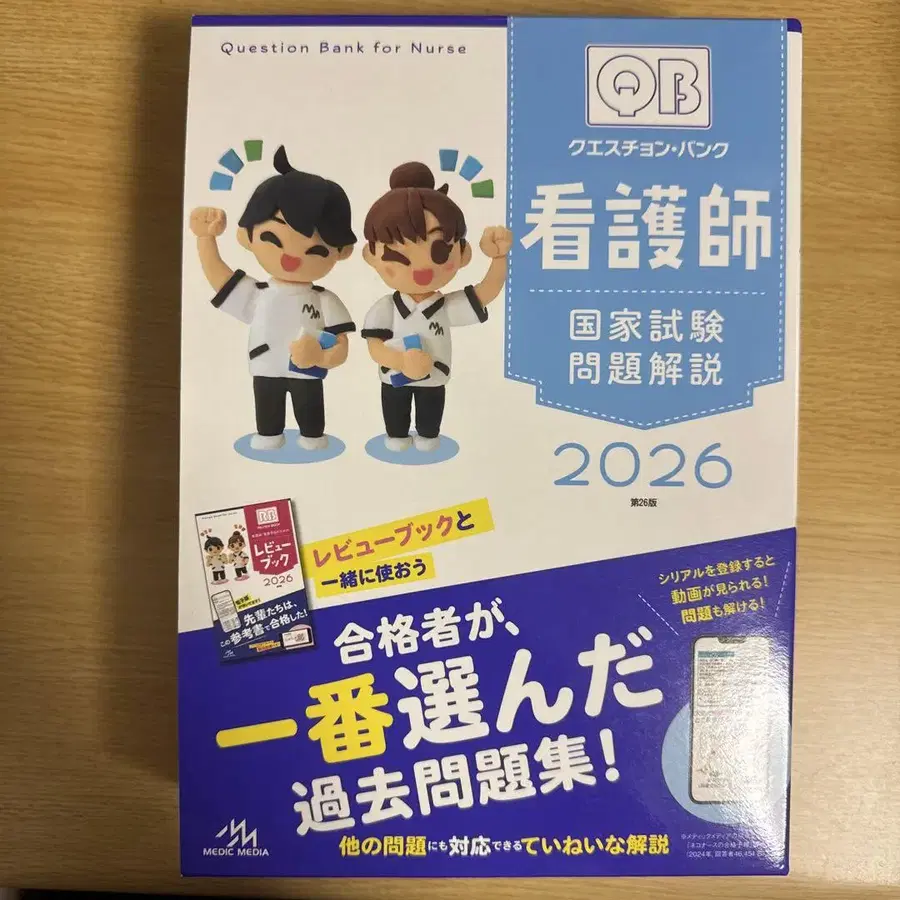 Question Bank for Nurse
QB
クエスチョン・バンク
看護師
国家試験
問題解説
2026
第26版
RB
レビュー
ブック
2026
先輩たちは、
この参考書で合格した!
レビューブックと
一緒に使おう
シリアルを登録すると
動画が見られる!
問題も解ける!
合格者が、
一番選んだ
過去問題集!
他の問題にも対応できるていねいな解説
MEDIC MEDIA